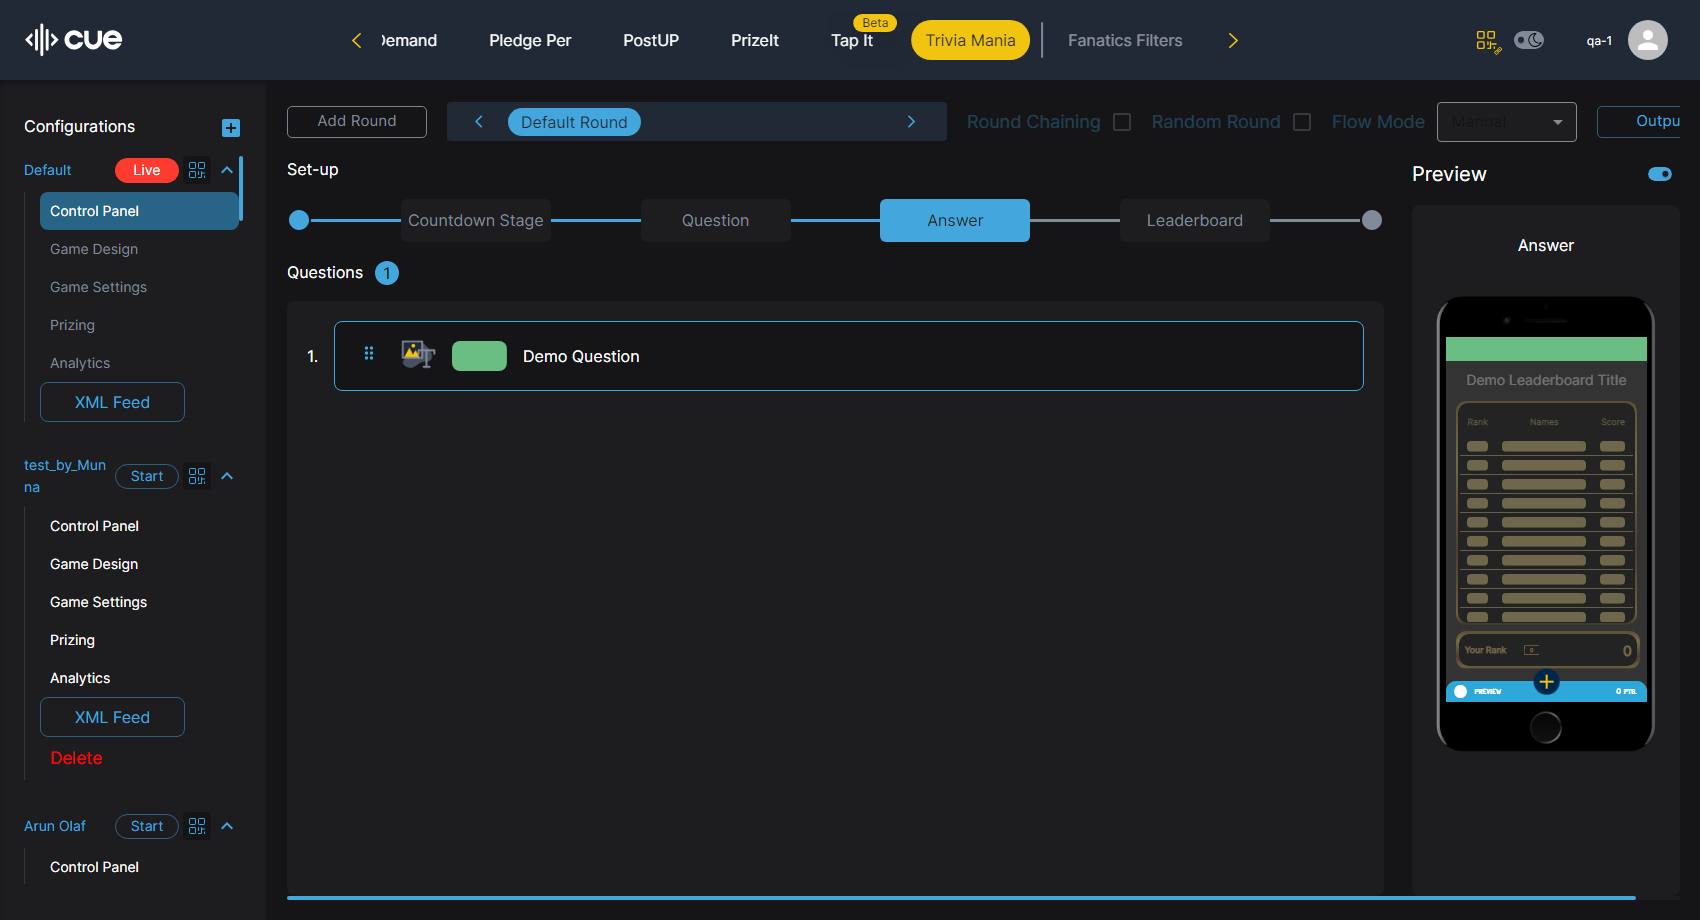 cue
Demand
Pledge Per
PostUP
PrizeIt
Tap It
Beta
Trivia Mania
Fanatics Filters
qa-1
Configurations
Default
Live
Control Panel
Game Design
Game Settings
Prizing
Analytics
XML Feed
test_by_Mun
na
Start
Control Panel
Game Design
Game Settings
Prizing
Analytics
XML Feed
Delete
Arun Olaf
Start
Control Panel
Add Round
Default Round
Round Chaining
Random Round
Flow Mode
Manual
Outpu
Set-up
Countdown Stage
Question
Answer
Leaderboard
Questions 1
1.
Demo Question
Preview
Answer
Demo Leaderboard Title
Rank Names Score
Your Rank 0 0
PREVIEW 0 PTS.